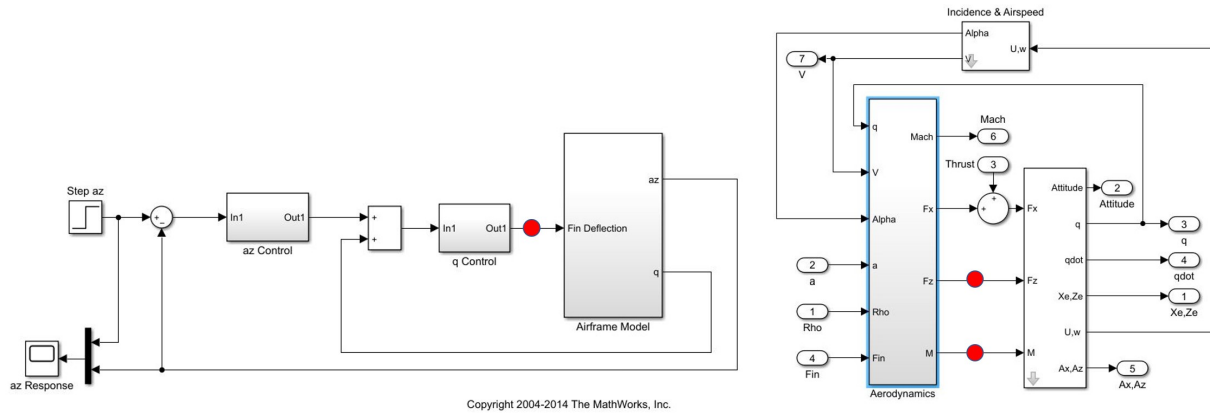 Step az
+
−
In1
Out1
az Control
+
+
In1
Out1
q Control
Fin Deflection
az
q
Airframe Model
az Response
Copyright 2004-2014 The MathWorks, Inc.
Incidence & Airspeed
Alpha
V
U,w
7
V
q
V
Alpha
a
Rho
Fin
Mach
Fx
Fz
M
Aerodynamics
2
a
1
Rho
4
Fin
Mach
6
Thrust
3
+
+
Fx
Fz
M
Attitude
q
qdot
Xe,Ze
U,w
Ax,Az
2
Attitude
3
q
4
qdot
1
Xe,Ze
5
Ax,Az